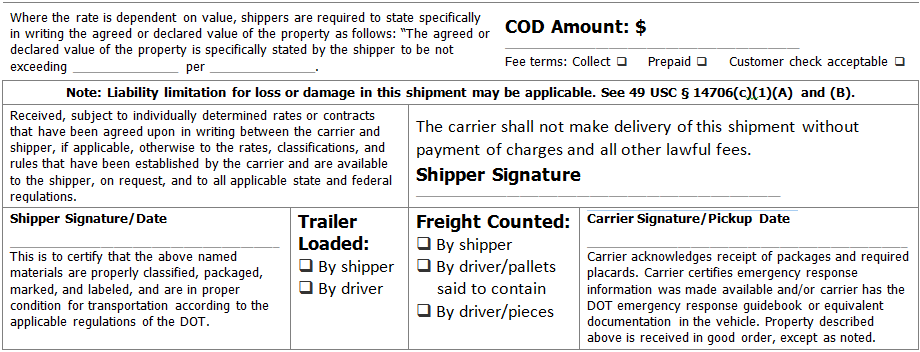 Where the rate is dependent on value, shippers are required to state specifically
in writing the agreed or declared value of the property as follows: “The agreed or
declared value of the property is specifically stated by the shipper to be not
exceeding _______________ per _______________.
COD Amount: $
____________________________________________
Fee terms: Collect ❑ Prepaid ❑ Customer check acceptable ❑
Note: Liability limitation for loss or damage in this shipment may be applicable. See 49 USC § 14706(c)(1)(A) and (B).
Received, subject to individually determined rates or contracts
that have been agreed upon in writing between the carrier and
shipper, if applicable, otherwise to the rates, classifications, and
rules that have been established by the carrier and are available
to the shipper, on request, and to all applicable state and federal
regulations.
The carrier shall not make delivery of this shipment without
payment of charges and all other lawful fees.
Shipper Signature
____________________________________________
Shipper Signature/Date
____________________________________________
This is to certify that the above named
materials are properly classified, packaged,
marked, and labeled, and are in proper
condition for transportation according to the
applicable regulations of the DOT.
Trailer
Loaded:
❑ By shipper
❑ By driver
Freight Counted:
❑ By shipper
❑ By driver/pallets
said to contain
❑ By driver/pieces
Carrier Signature/Pickup Date
____________________________________________
Carrier acknowledges receipt of packages and required
placards. Carrier certifies emergency response
information was made available and/or carrier has the
DOT emergency response guidebook or equivalent
documentation in the vehicle. Property described
above is received in good order, except as noted.